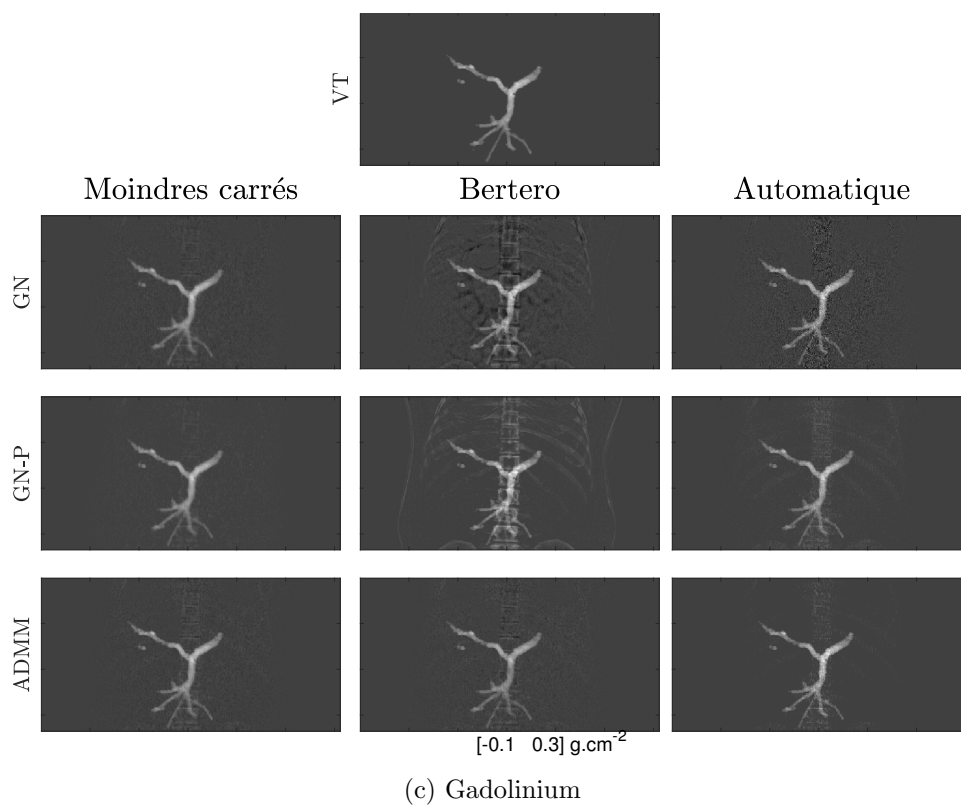 VT
Moindres carrés Bertero Automatique
GN
GN-P
ADMM
[-0.1 0.3] g.cm-2
(c) Gadolinium